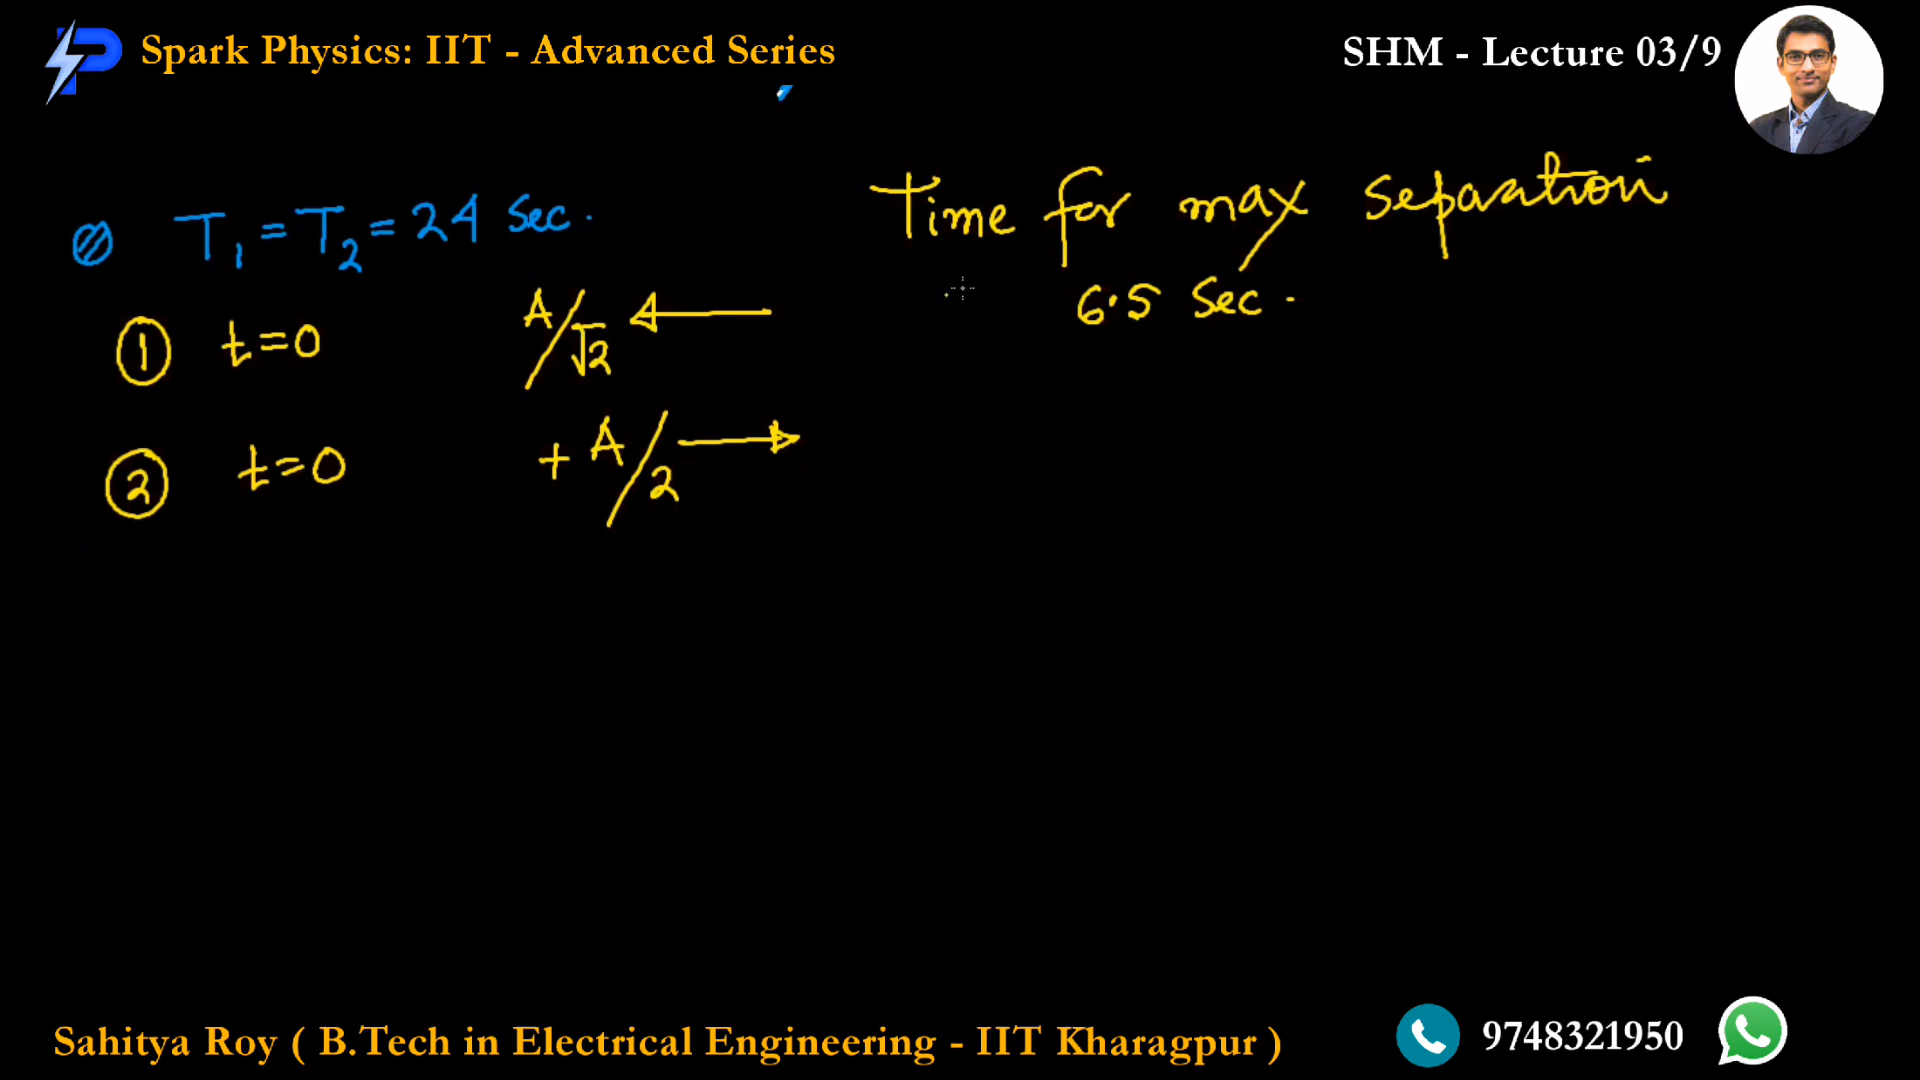 Spark Physics: IIT - Advanced Series
SHM - Lecture 03/9
T₁ = T₂ = 24 Sec.
① t=0 A/√2 ←
② t=0 + A/2 →
Time for max separation
6.5 Sec.
Sahitya Roy ( B.Tech in Electrical Engineering - IIT Kharagpur )
9748321950